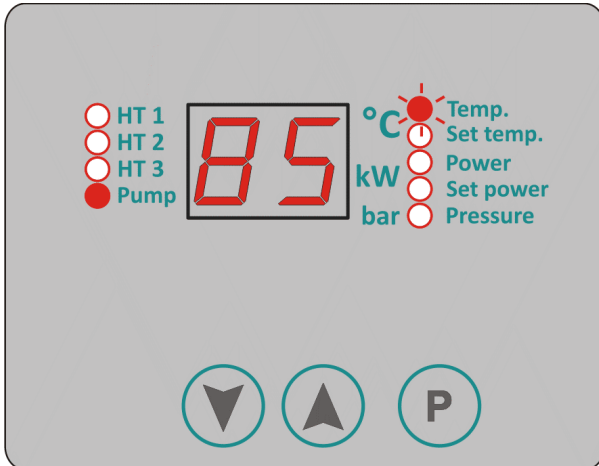 HT 1
HT 2
HT 3
Pump
85
°C
kW
bar
Temp.
Set temp.
Power
Set power
Pressure
P